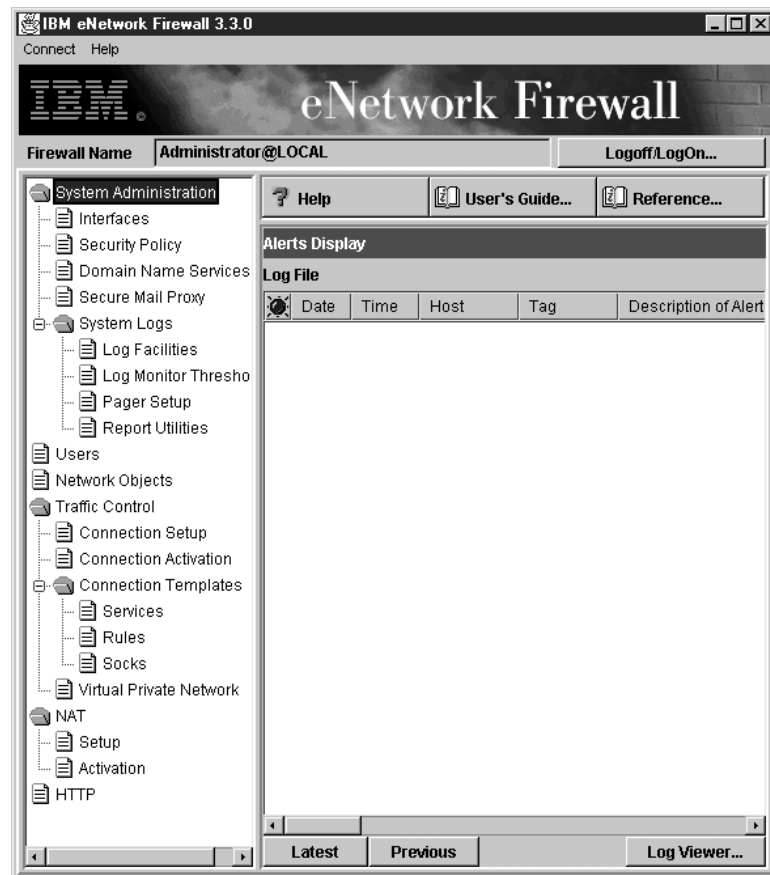 IBM eNetwork Firewall 3.3.0
Connect Help
IBM. eNetwork Firewall
Firewall Name Administrator@LOCAL Logoff/LogOn...
System Administration
Interfaces
Security Policy
Domain Name Services
Secure Mail Proxy
System Logs
Log Facilities
Log Monitor Thresho
Pager Setup
Report Utilities
Users
Network Objects
Traffic Control
Connection Setup
Connection Activation
Connection Templates
Services
Rules
Socks
Virtual Private Network
NAT
Setup
Activation
HTTP
? Help User's Guide... Reference...
Alerts Display
Log File
Date Time Host Tag Description of Alert
Latest Previous Log Viewer...